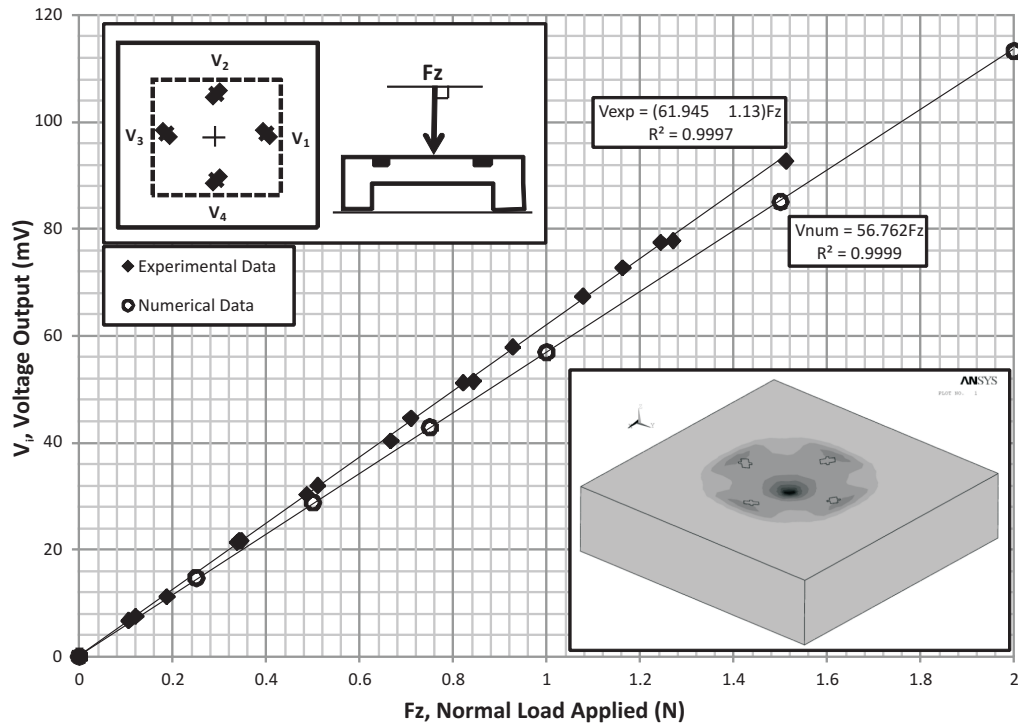 120
100
80
60
40
20
0
Vᵢ, Voltage Output (mV)
V₂
V₃
V₁
V₄
Fz
Experimental Data
Numerical Data
Vexp = (61.945 1.13)Fz
R² = 0.9997
Vnum = 56.762Fz
R² = 0.9999
ANSYS
PLOT NO. 1
0 0.2 0.4 0.6 0.8 1 1.2 1.4 1.6 1.8 2
Fz, Normal Load Applied (N)